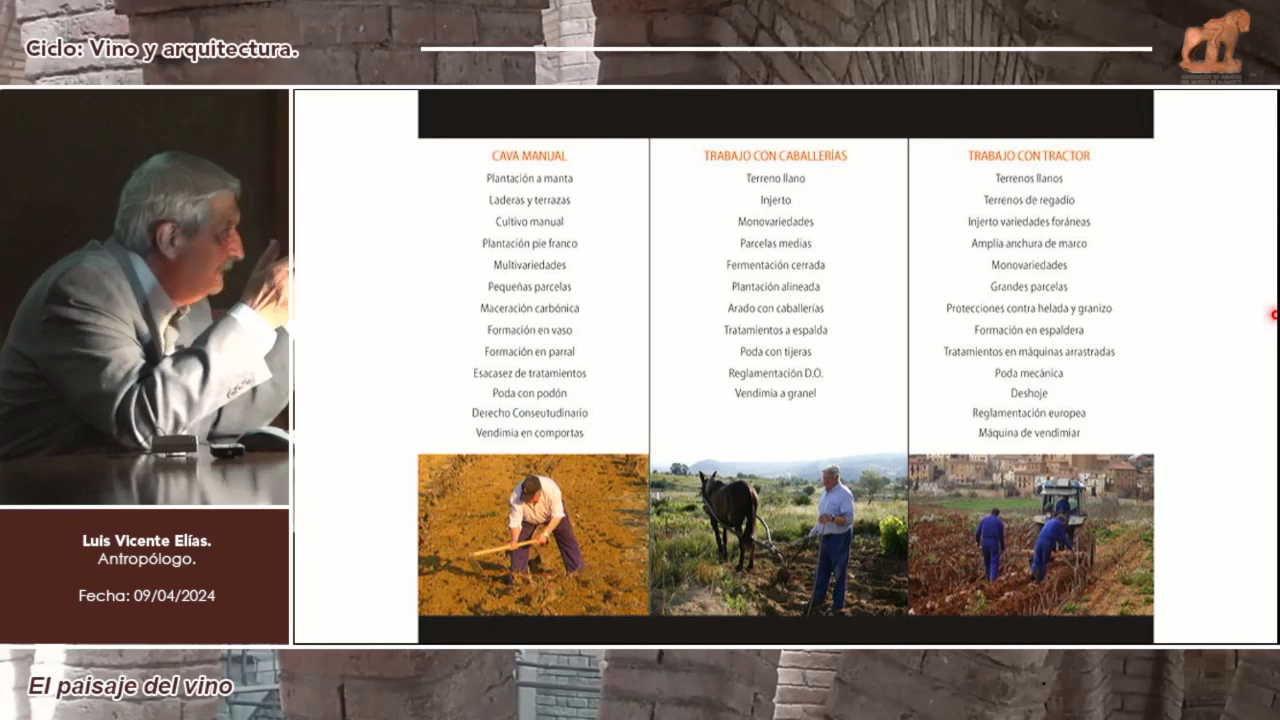 Ciclo: Vino y arquitectura.
CAVA MANUAL
Plantación a manta
Laderas y terrazas
Cultivo manual
Plantación pie franco
Multivariedades
Pequeñas parcelas
Maceración carbónica
Formación en vaso
Formación en parral
Esacasez de tratamientos
Poda con podón
Derecho Conseutudinario
Vendimia en comportas
TRABAJO CON CABALLERÍAS
Terreno llano
Injerto
Monovariedades
Parcelas medias
Fermentación cerrada
Plantación alineada
Arado con caballerías
Tratamientos a espalda
Poda con tijeras
Reglamentación D.O.
Vendimia a granel
TRABAJO CON TRACTOR
Terrenos llanos
Terrenos de regadío
Injerto variedades foráneas
Amplia anchura de marco
Monovariedades
Grandes parcelas
Protecciones contra helada y granizo
Formación en espaldera
Tratamientos en máquinas arrastradas
Poda mecánica
Deshoje
Reglamentación europea
Máquina de vendimiar
Luis Vicente Elías.
Antropólogo.
Fecha: 09/04/2024
El paisaje del vino